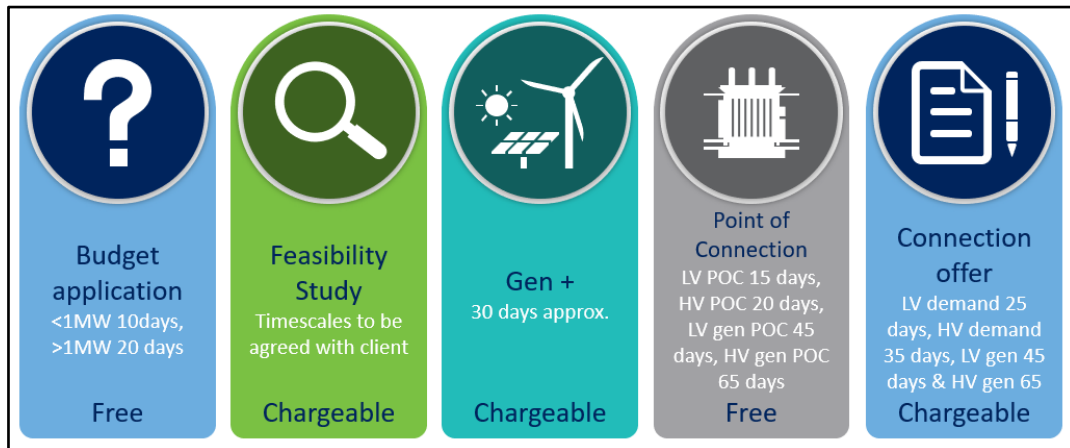 Budget
application
<1MW 10days,
>1MW 20 days
Free
Feasibility
Study
Timescales to be
agreed with client
Chargeable
Gen +
30 days approx.
Chargeable
Point of
Connection
LV POC 15 days,
HV POC 20 days,
LV gen POC 45
days, HV gen POC
65 days
Free
Connection
offer
LV demand 25
days, HV demand
35 days, LV gen 45
days & HV gen 65
Chargeable